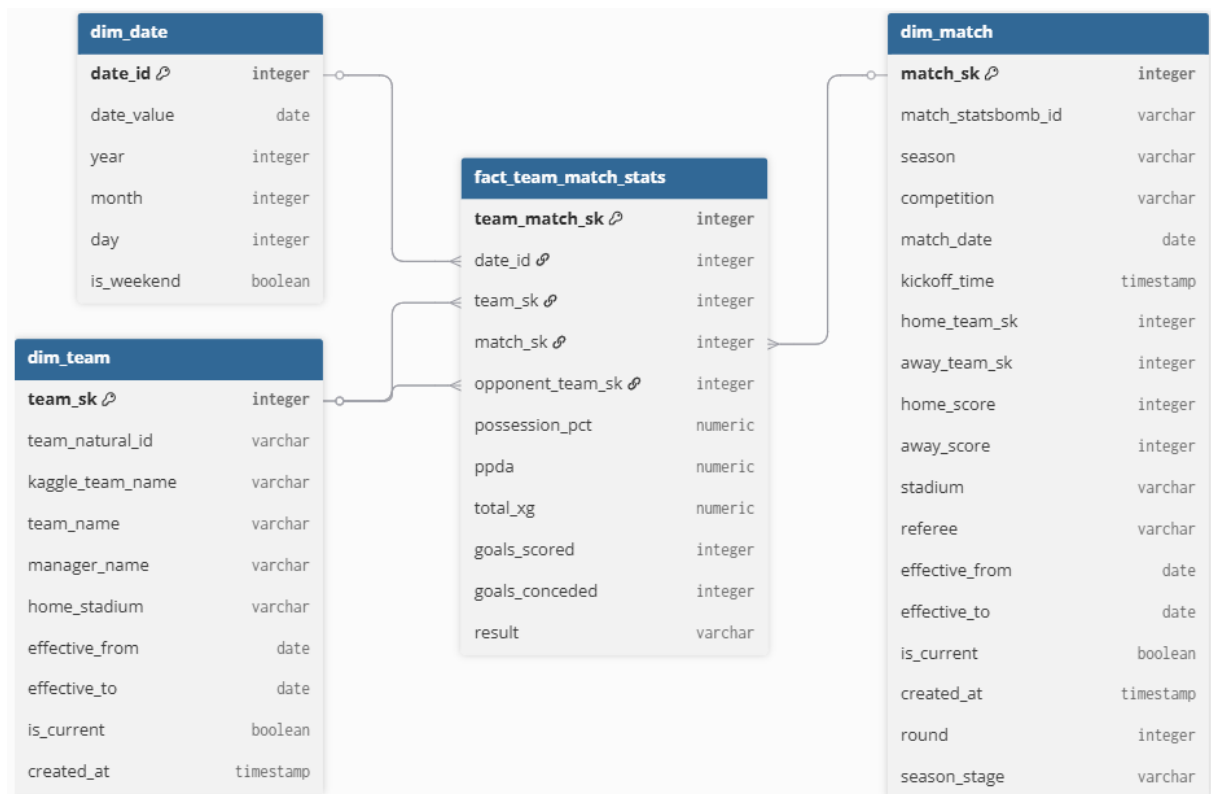 dim_date
date_id integer
date_value date
year integer
month integer
day integer
is_weekend boolean
dim_team
team_sk integer
team_natural_id varchar
kaggle_team_name varchar
team_name varchar
manager_name varchar
home_stadium varchar
effective_from date
effective_to date
is_current boolean
created_at timestamp
fact_team_match_stats
team_match_sk integer
date_id integer
team_sk integer
match_sk integer
opponent_team_sk integer
possession_pct numeric
ppda numeric
total_xg numeric
goals_scored integer
goals_conceded integer
result varchar
dim_match
match_sk integer
match_statsbomb_id varchar
season varchar
competition varchar
match_date date
kickoff_time timestamp
home_team_sk integer
away_team_sk integer
home_score integer
away_score integer
stadium varchar
referee varchar
effective_from date
effective_to date
is_current boolean
created_at timestamp
round integer
season_stage varchar